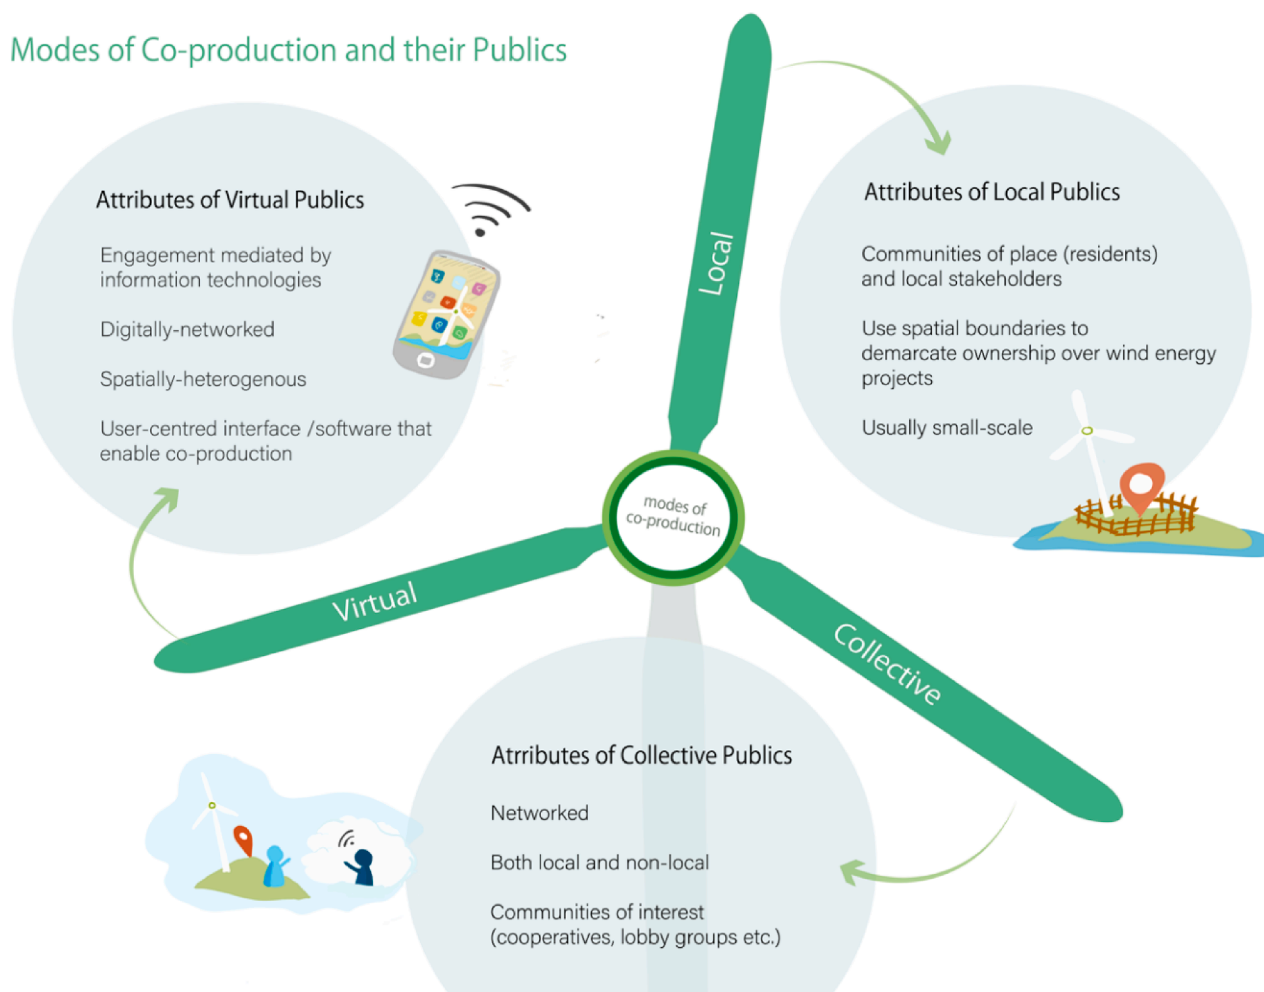 Modes of Co-production and their Publics
Attributes of Virtual Publics
Engagement mediated by
information technologies
Digitally-networked
Spatially-heterogenous
User-centred interface /software that
enable co-production
Local
Attributes of Local Publics
Communities of place (residents)
and local stakeholders
Use spatial boundaries to
demarcate ownership over wind energy
projects
Usually small-scale
modes of
co-production
Virtual
Collective
Atrributes of Collective Publics
Networked
Both local and non-local
Communities of interest
(cooperatives, lobby groups etc.)